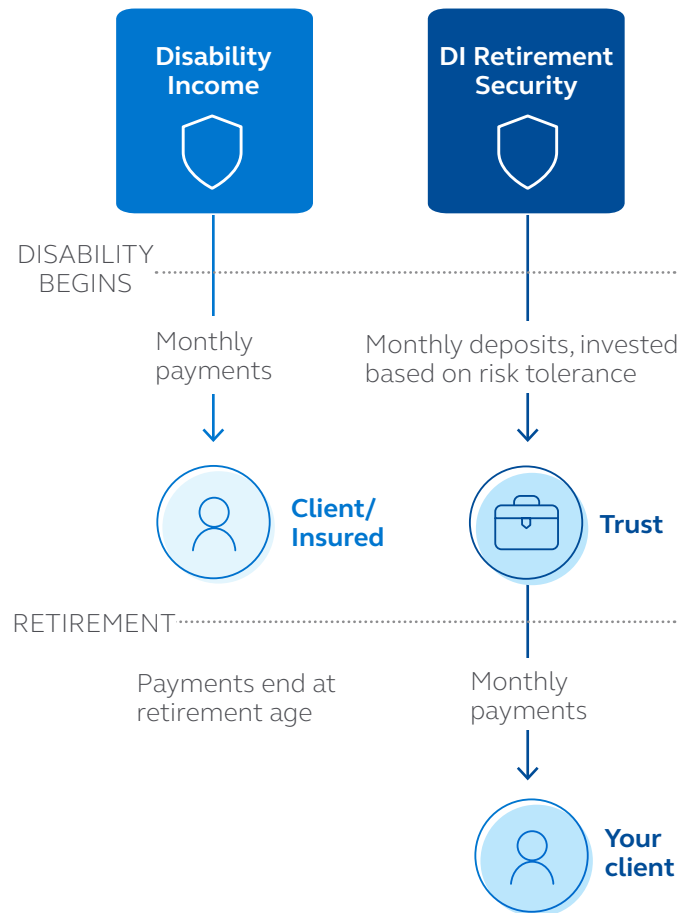 Disability
Income
DI Retirement
Security
DISABILITY
BEGINS
Monthly
payments
Monthly deposits, invested
based on risk tolerance
Client/
Insured
Trust
RETIREMENT
Payments end at
retirement age
Monthly
payments
Your
client